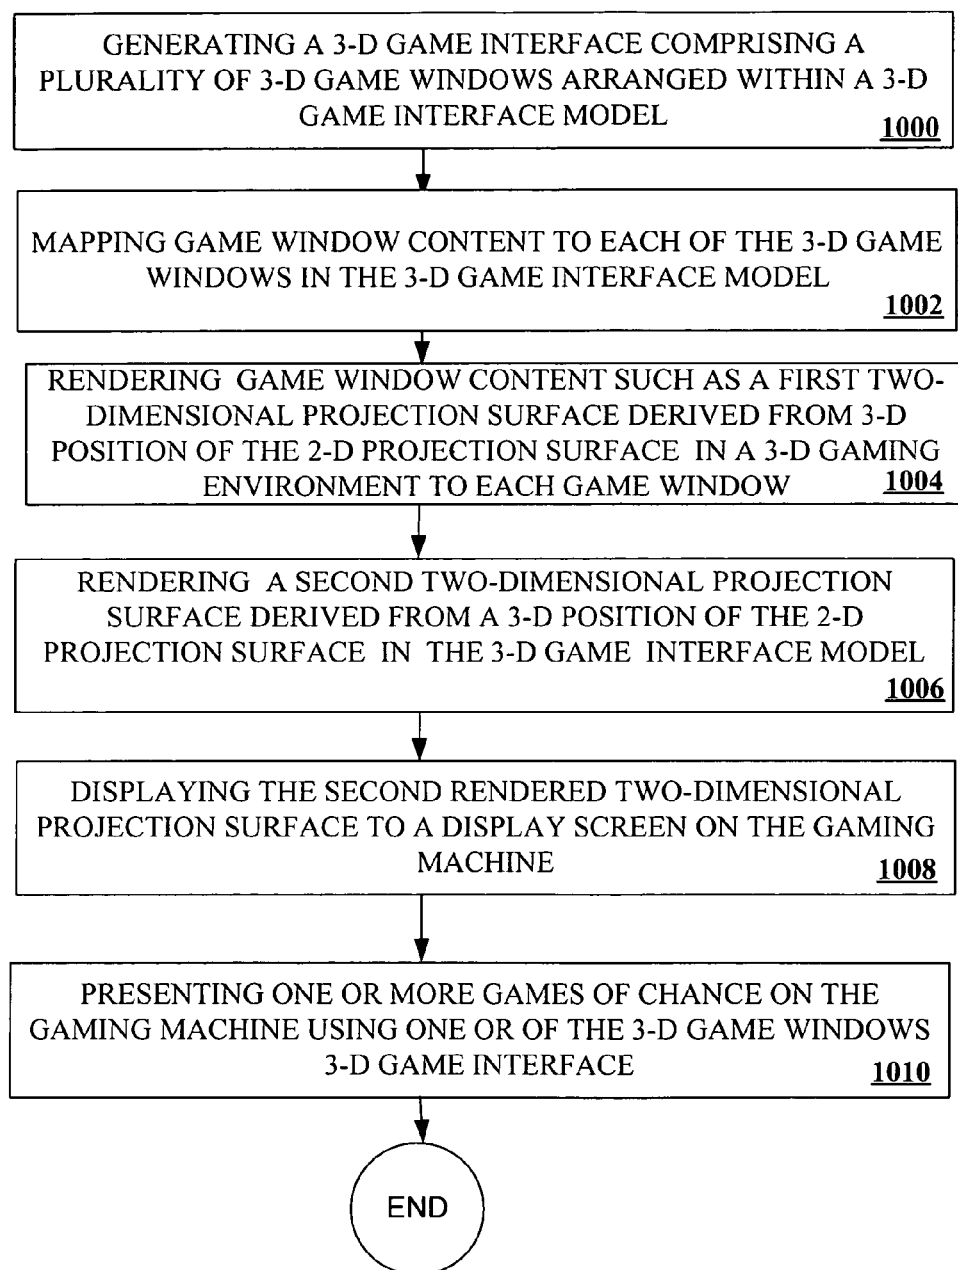 GENERATING A 3-D GAME INTERFACE COMPRISING A
PLURALITY OF 3-D GAME WINDOWS ARRANGED WITHIN A 3-D
GAME INTERFACE MODEL
1000
MAPPING GAME WINDOW CONTENT TO EACH OF THE 3-D GAME
WINDOWS IN THE 3-D GAME INTERFACE MODEL
1002
RENDERING GAME WINDOW CONTENT SUCH AS A FIRST TWO-
DIMENSIONAL PROJECTION SURFACE DERIVED FROM 3-D
POSITION OF THE 2-D PROJECTION SURFACE IN A 3-D GAMING
ENVIRONMENT TO EACH GAME WINDOW
1004
RENDERING A SECOND TWO-DIMENSIONAL PROJECTION
SURFACE DERIVED FROM A 3-D POSITION OF THE 2-D
PROJECTION SURFACE IN THE 3-D GAME INTERFACE MODEL
1006
DISPLAYING THE SECOND RENDERED TWO-DIMENSIONAL
PROJECTION SURFACE TO A DISPLAY SCREEN ON THE GAMING
MACHINE
1008
PRESENTING ONE OR MORE GAMES OF CHANCE ON THE
GAMING MACHINE USING ONE OR OF THE 3-D GAME WINDOWS
3-D GAME INTERFACE
1010
END